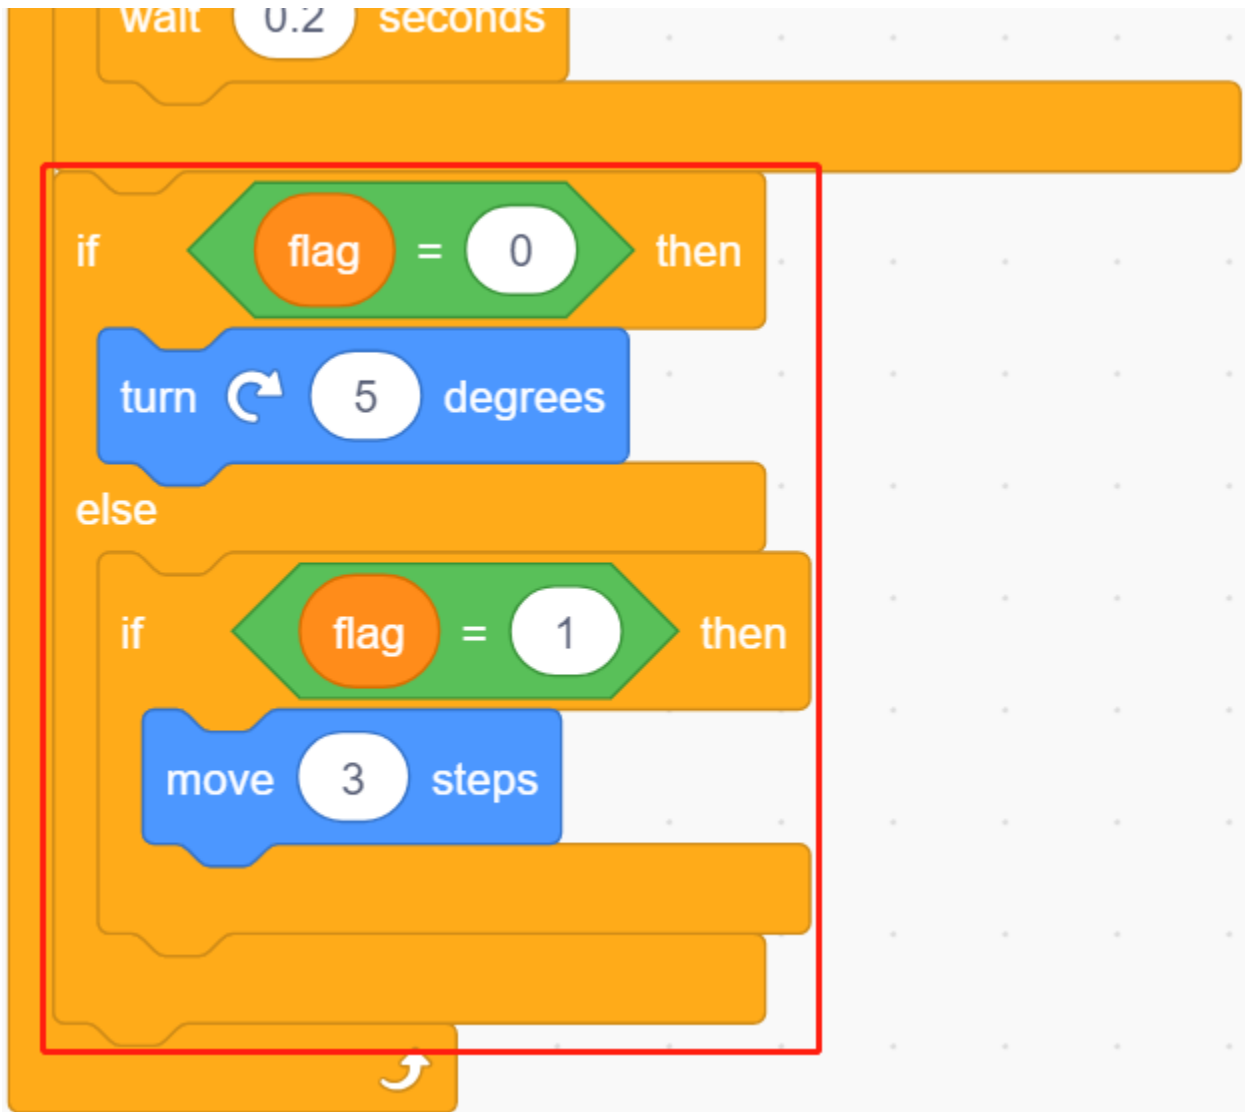 wait 0.2 seconds
if flag = 0 then
turn 5 degrees
else
if flag = 1 then
move 3 steps